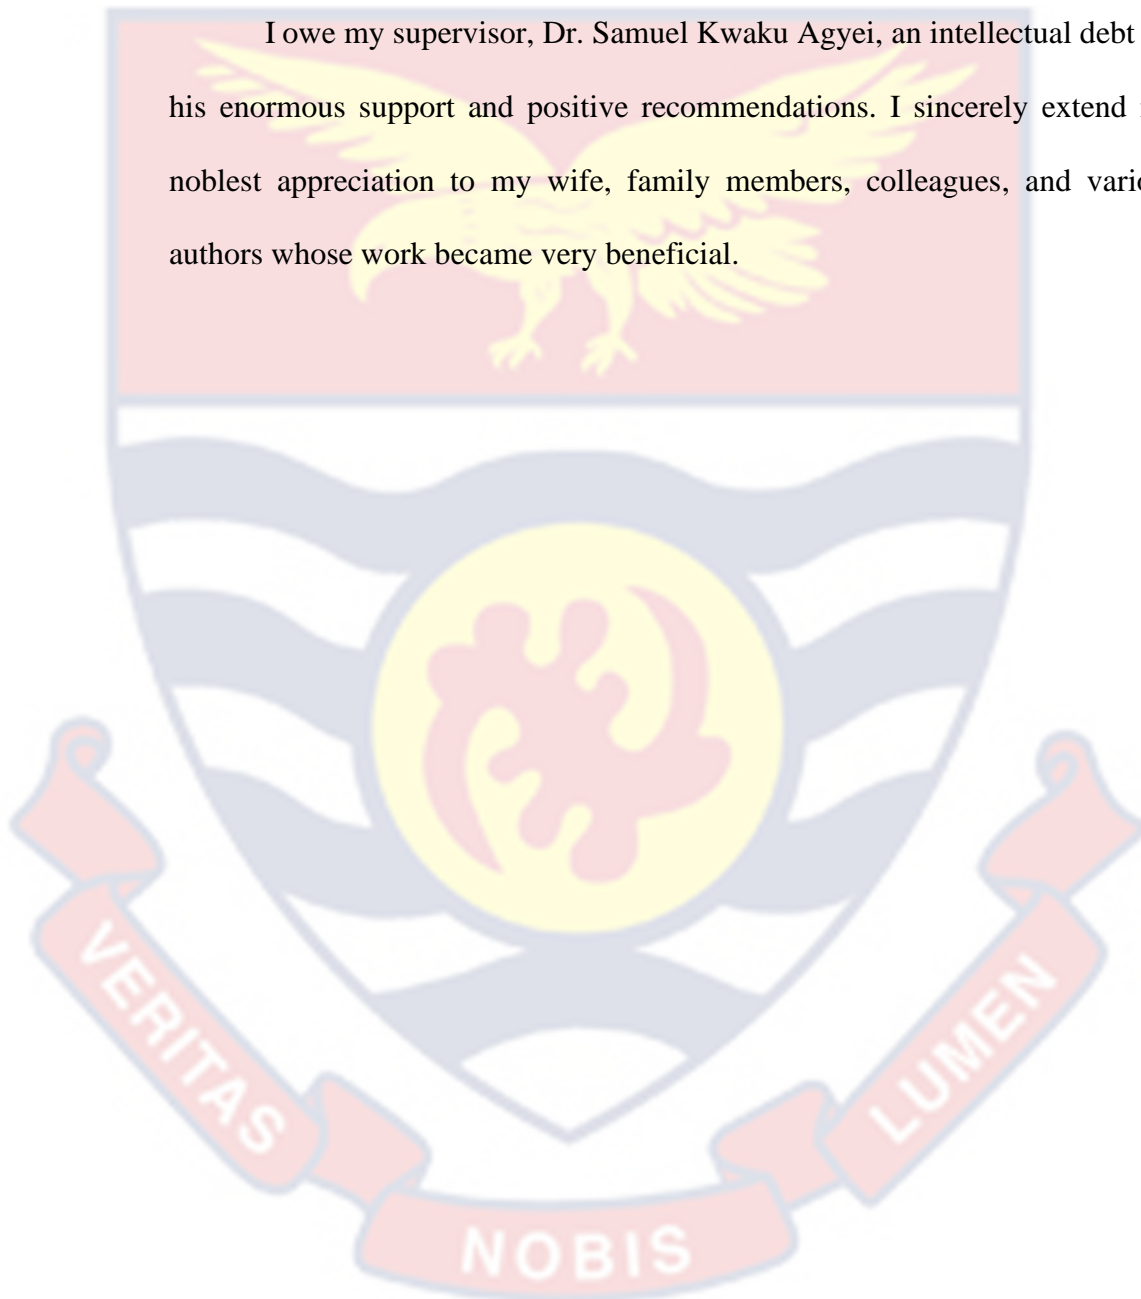 I owe my supervisor, Dr. Samuel Kwaku Agyei, an intellectual debt
his enormous support and positive recommendations. I sincerely extend
noblest appreciation to my wife, family members, colleagues, and
authors whose work became very beneficial.
VERITAS
NOBIS
LUMEN